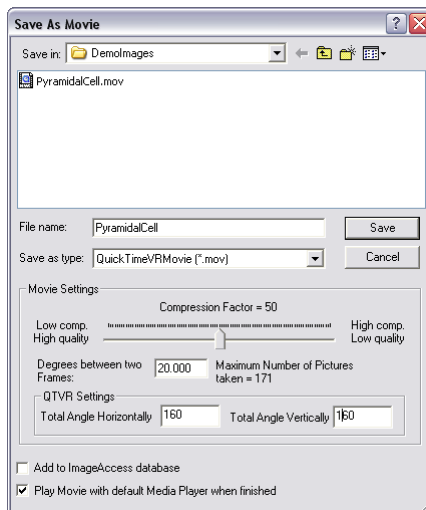 Save As Movie
Save in: DemoImages
PyramidalCell.mov
File name: PyramidalCell Save
Save as type: QuickTimeVRMovie (*.mov) Cancel
Movie Settings
Compression Factor = 50
Low comp. High comp.
High quality Low quality
Degrees between two 20.000 Maximum Number of Pictures
Frames: taken = 171
QTVR Settings
Total Angle Horizontally 160 Total Angle Vertically 160
Add to ImageAccess database
Play Movie with default Media Player when finished